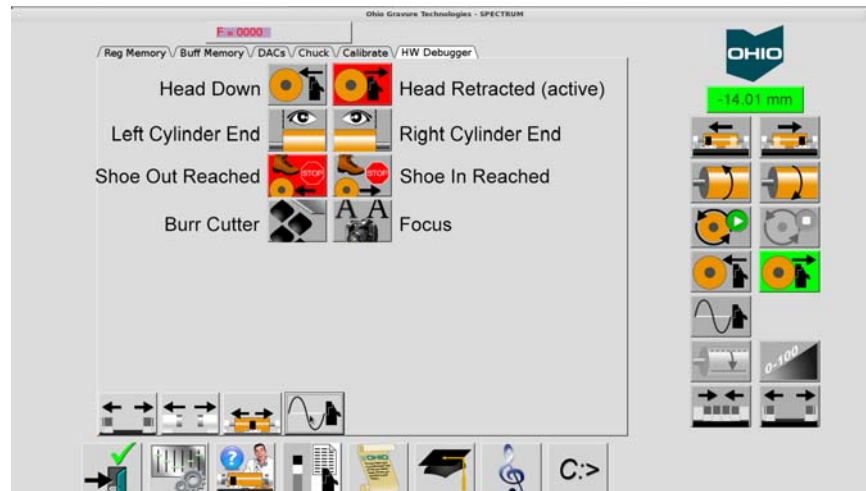 Ohio Gravure Technologies - SPECTRUM
F = 0000
Reg Memory Buff Memory DACs Chuck Calibrate HW Debugger
OHIO
Head Down Head Retracted (active)
-14.01 mm
Left Cylinder End Right Cylinder End
Shoe Out Reached STOP STOP Shoe In Reached
Burr Cutter A A Focus
0-100
OHIO
C:>